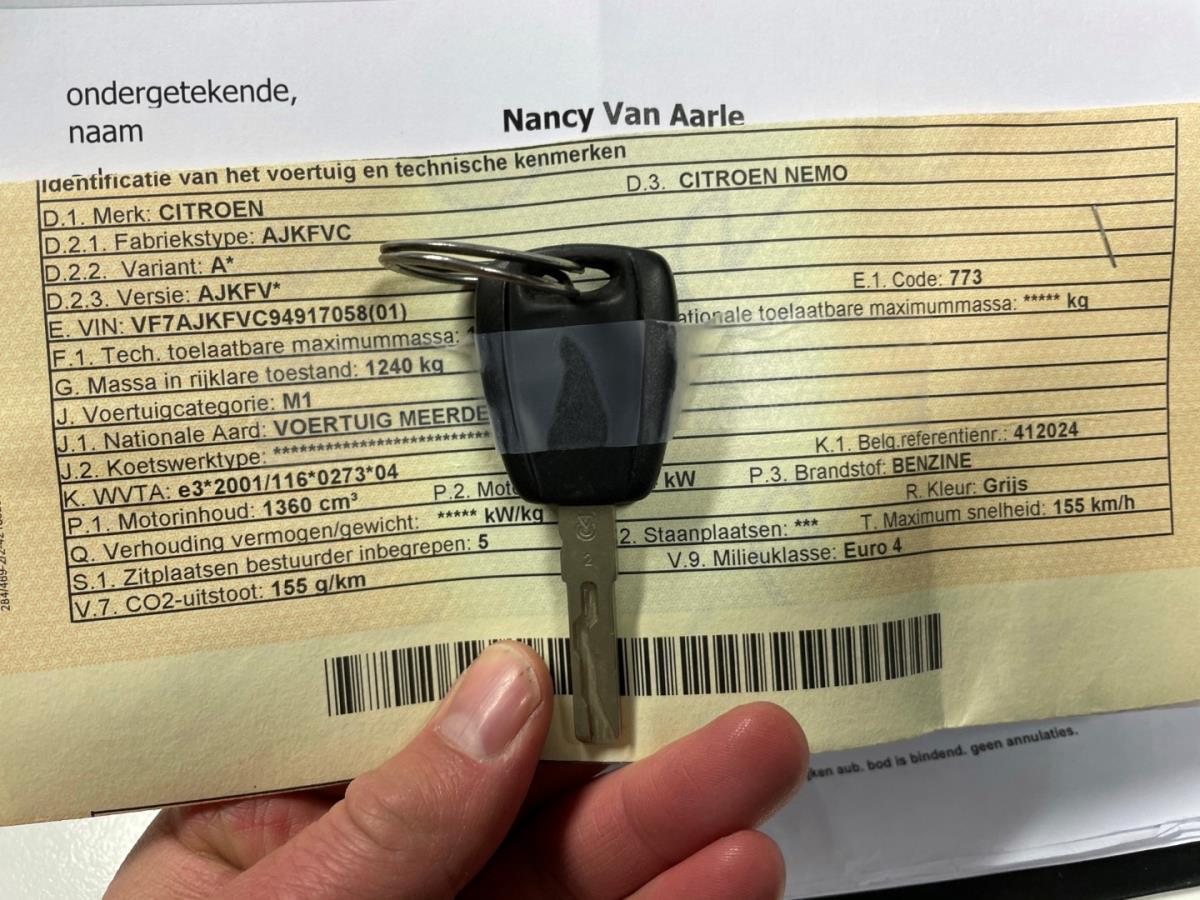 ondergetekende,
naam Nancy Van Aarle
Identificatie van het voertuig en technische kenmerken
D.1. Merk: CITROEN D.3. CITROEN NEMO
D.2.1. Fabriekstype: AJKFVC
D.2.2. Variant: A*
D.2.3. Versie: AJKFV* E.1. Code: 773
E. VIN: VF7AJKFVC94917058(01)
F.1. Tech. toelaatbare maximummassa: ationale toelaatbare maximummassa: ***** kg
G. Massa in rijklare toestand: 1240 kg
J. Voertuigcategorie: M1
J.1. Nationale Aard: VOERTUIG MEERDE
J.2. Koetswerktype: ****************************
K. WVTA: e3*2001/116*0273*04 K.1. Belg.referentienr.: 412024
P.1. Motorinhoud: 1360 cm³ P.2. Moto kW P.3. Brandstof: BENZINE
Q. Verhouding vermogen/gewicht: ***** kW/kg R. Kleur: Grijs
S.1. Zitplaatsen bestuurder inbegrepen: 5 2. Staanplaatsen: *** T. Maximum snelheid: 155 km/h
V.7. CO2-uitstoot: 155 g/km V.9. Milieuklasse: Euro 4
2
aub. bod is bindend. geen annulaties.